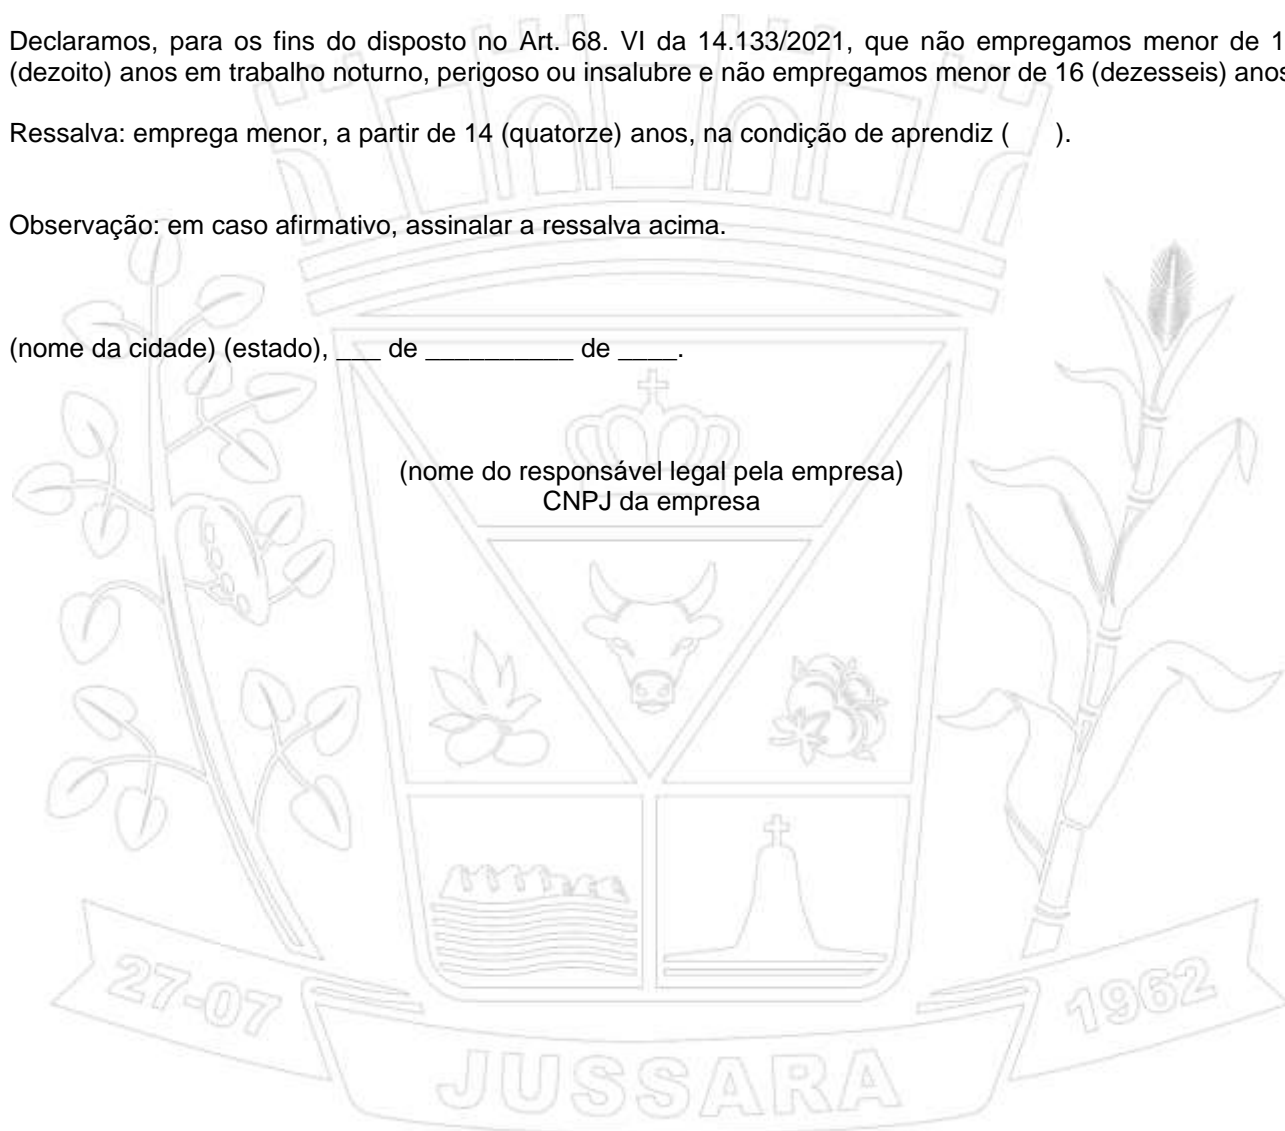 Declaramos, para os fins do disposto no Art. 68. VI da 14.133/2021, que não empregamos menor de 1
(dezoito) anos em trabalho noturno, perigoso ou insalubre e não empregamos menor de 16 (dezesseis) anos
Ressalva: emprega menor, a partir de 14 (quatorze) anos, na condição de aprendiz (    ).
Observação: em caso afirmativo, assinalar a ressalva acima.
(nome da cidade) (estado), ___ de __________ de ____.
(nome do responsável legal pela empresa)
CNPJ da empresa
27-07
1962
JUSSARA